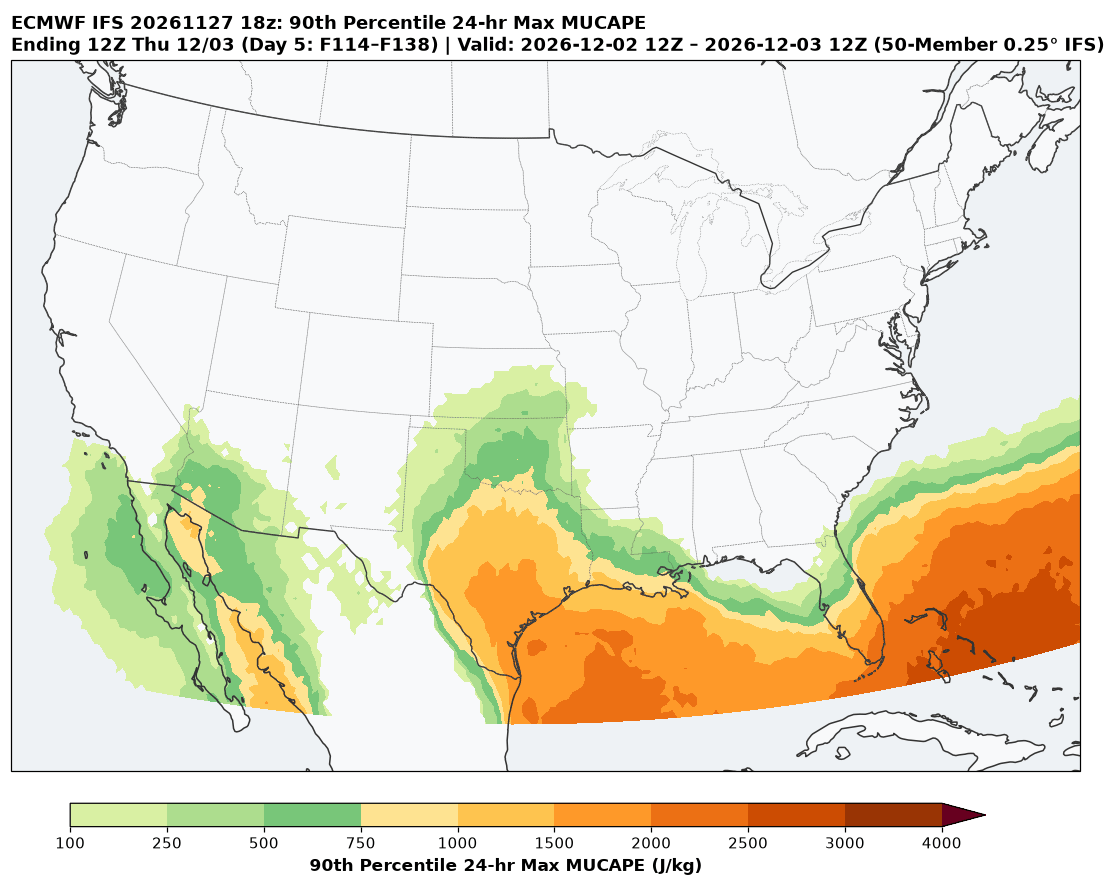 ECMWF IFS 20261127 18z: 90th Percentile 24-hr Max MUCAPE
Ending 12Z Thu 12/03 (Day 5: F114–F138) | Valid: 2026-12-02 12Z – 2026-12-03 12Z (50-Member 0.25° IFS)
100 250 500 750 1000 1500 2000 2500 3000 4000
90th Percentile 24-hr Max MUCAPE (J/kg)